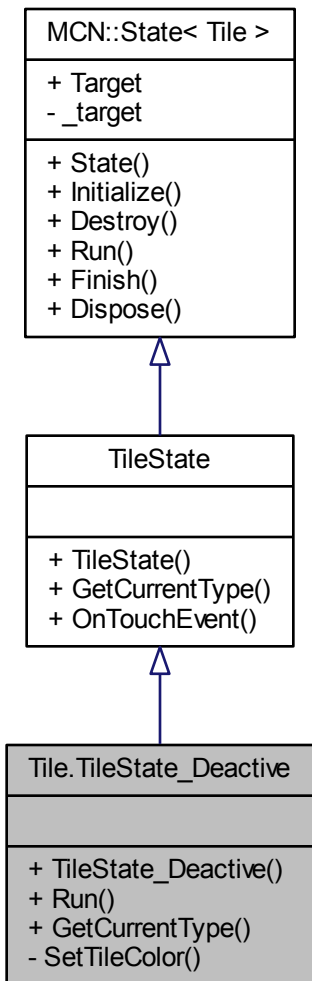 MCN::State< Tile >
+ Target
- _target
+ State()
+ Initialize()
+ Destroy()
+ Run()
+ Finish()
+ Dispose()
TileState
+ TileState()
+ GetCurrentType()
+ OnTouchEvent()
Tile.TileState_Deactive
+ TileState_Deactive()
+ Run()
+ GetCurrentType()
- SetTileColor()